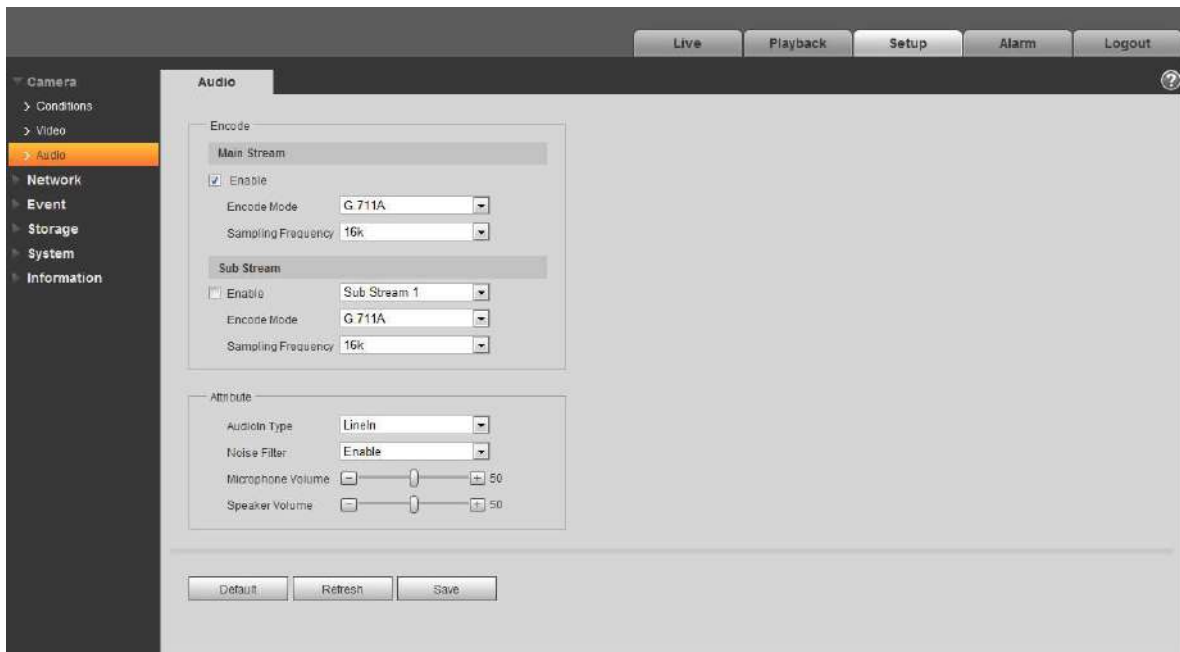 Live Playback Setup Alarm Logout
Camera
Conditions
Video
Audio
Network
Event
Storage
System
Information
Audio
?
Encode
Main Stream
Enable
Encode Mode G.711A
Sampling Frequency 16k
Sub Stream
Enable Sub Stream 1
Encode Mode G.711A
Sampling Frequency 16k
Attribute
AudioIn Type LineIn
Noise Filter Enable
Microphone Volume 50
Speaker Volume 50
Default Refresh Save